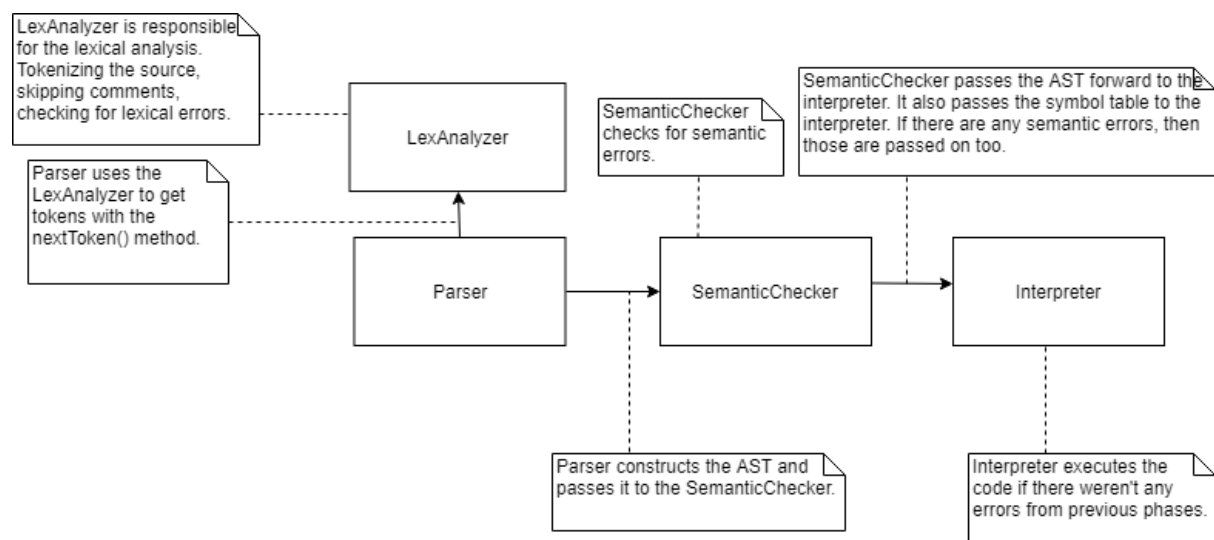 LexAnalyzer is responsible
for the lexical analysis.
Tokenizing the source,
skipping comments,
checking for lexical errors.
LexAnalyzer
Parser uses the
LexAnalyzer to get
tokens with the
nextToken() method.
SemanticChecker
checks for semantic
errors.
SemanticChecker passes the AST forward to the
interpreter. It also passes the symbol table to the
interpreter. If there are any semantic errors, then
those are passed on too.
Parser
SemanticChecker
Interpreter
Parser constructs the AST and
passes it to the SemanticChecker.
Interpreter executes the
code if there weren't any
errors from previous phases.